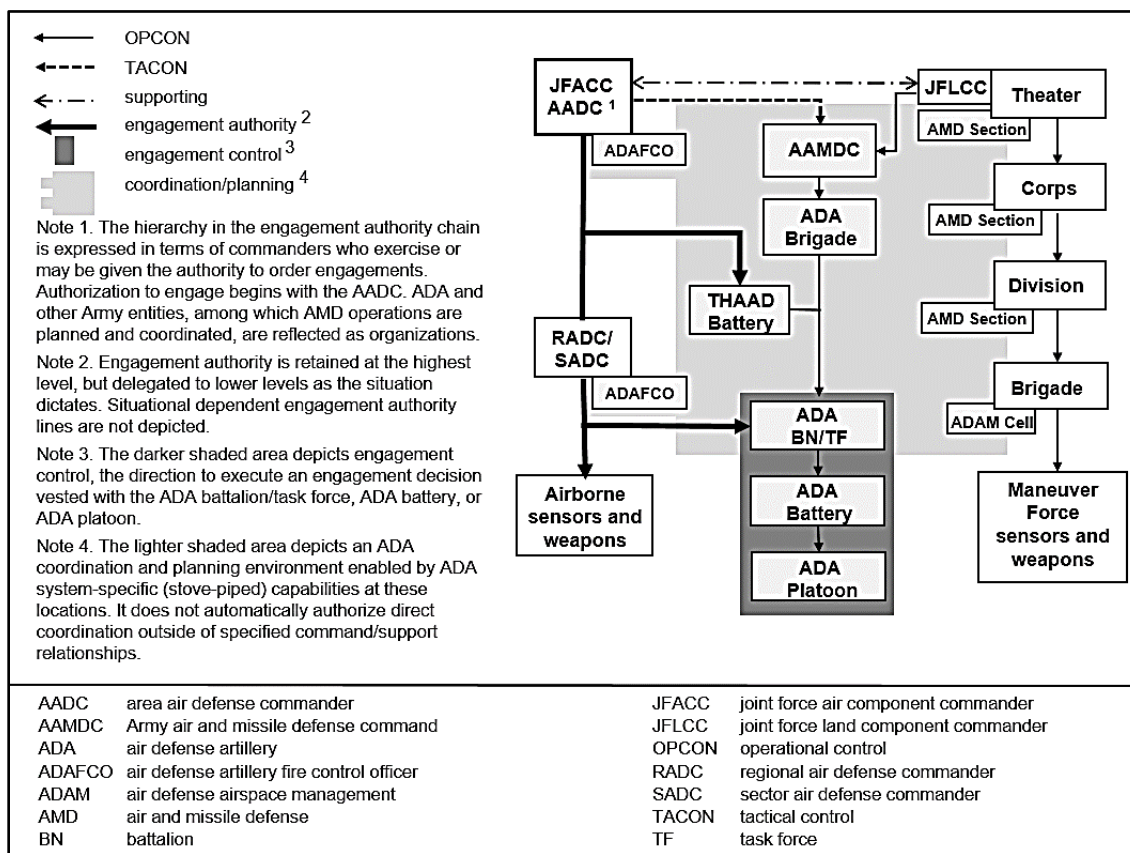 OPCON
TACON
supporting
engagement authority 2
engagement control 3
coordination/planning 4
Note 1. The hierarchy in the engagement authority chain
is expressed in terms of commanders who exercise or
may be given the authority to order engagements.
Authorization to engage begins with the AADC. ADA and
other Army entities, among which AMD operations are
planned and coordinated, are reflected as organizations.
Note 2. Engagement authority is retained at the highest
level, but delegated to lower levels as the situation
dictates. Situational dependent engagement authority
lines are not depicted.
Note 3. The darker shaded area depicts engagement
control, the direction to execute an engagement decision
vested with the ADA battalion/task force, ADA battery, or
ADA platoon.
Note 4. The lighter shaded area depicts an ADA
coordination and planning environment enabled by ADA
system-specific (stove-piped) capabilities at these
locations. It does not automatically authorize direct
coordination outside of specified command/support
relationships.
JFACC
AADC 1
ADAFCO
RADC/
SADC
ADAFCO
Airborne
sensors and
weapons
AAMDC
ADA
Brigade
THAAD
Battery
ADA
BN/TF
ADA
Battery
ADA
Platoon
JFLCC
Theater
AMD Section
Corps
AMD Section
Division
AMD Section
Brigade
ADAM Cell
Maneuver
Force
sensors and
weapons
AADC area air defense commander
AAMDC Army air and missile defense command
ADA air defense artillery
ADAFCO air defense artillery fire control officer
ADAM air defense airspace management
AMD air and missile defense
BN battalion
JFACC joint force air component commander
JFLCC joint force land component commander
OPCON operational control
RADC regional air defense commander
SADC sector air defense commander
TACON tactical control
TF task force